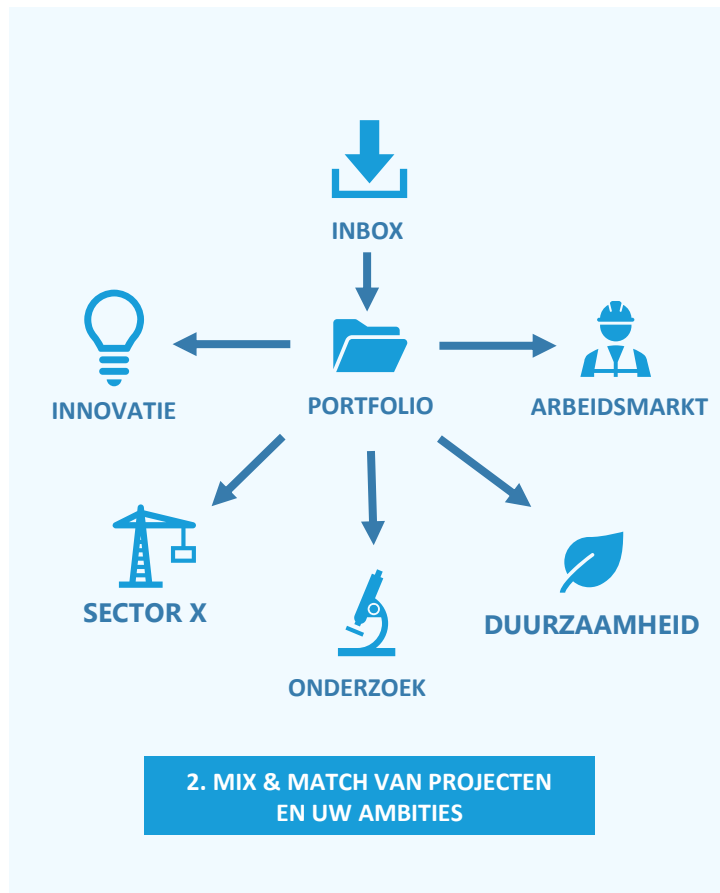 INBOX
INNOVATIE
PORTFOLIO
ARBEIDSMARKT
SECTOR X
ONDERZOEK
DUURZAAMHEID
2. MIX & MATCH VAN PROJECTEN
EN UW AMBITIES